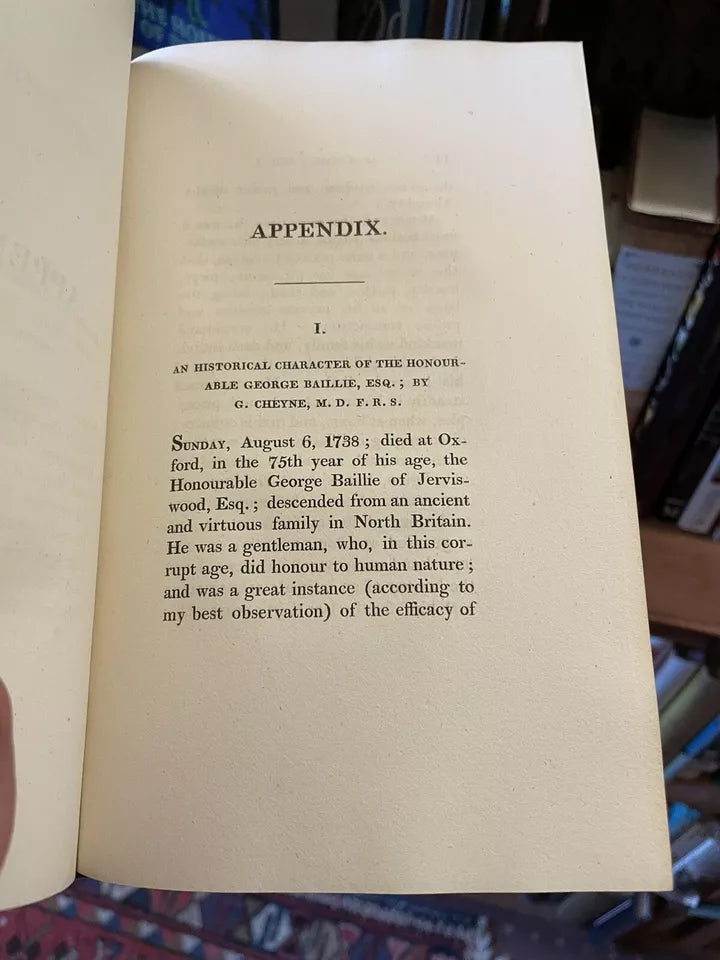 APPENDIX.
I.
AN HISTORICAL CHARACTER OF THE HONOUR-
ABLE GEORGE BAILLIE, ESQ. ; BY
G. CHEYNE, M. D. F. R. S.
SUNDAY, August 6, 1738 ; died at Ox-
ford, in the 75th year of his age, the
Honourable George Baillie of Jervis-
wood, Esq. ; descended from an ancient
and virtuous family in North Britain.
He was a gentleman, who, in this cor-
rupt age, did honour to human nature ;
and was a great instance (according to
my best observation) of the efficacy of